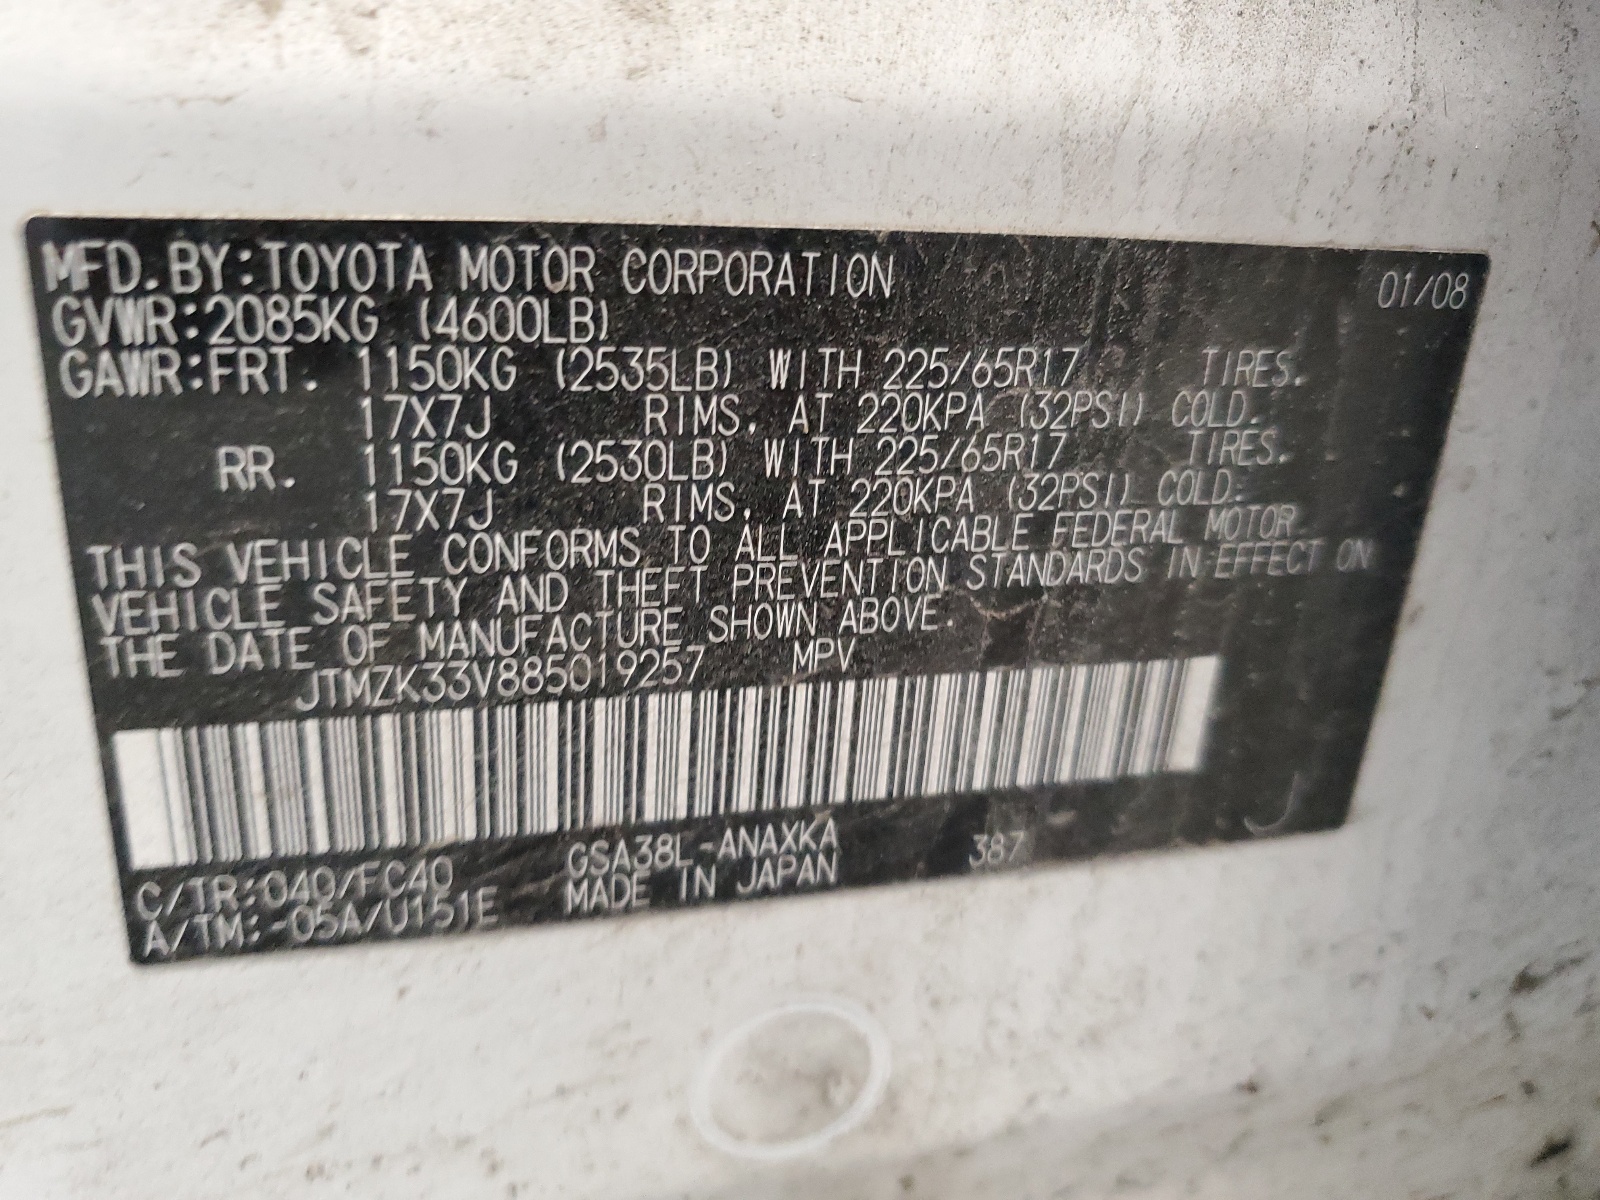 MFD. BY: TOYOTA MOTOR CORPORATION 01/08
GVWR: 2085KG (4600LB)
GAWR: FRT. 1150KG (2535LB) WITH 225/65R17 TIRES.
17X7J RIMS, AT 220KPA (32PSI) COLD.
RR. 1150KG (2530LB) WITH 225/65R17 TIRES.
17X7J RIMS, AT 220KPA (32PSI) COLD.
THIS VEHICLE CONFORMS TO ALL APPLICABLE FEDERAL MOTOR
VEHICLE SAFETY AND THEFT PREVENTION STANDARDS IN EFFECT ON
THE DATE OF MANUFACTURE SHOWN ABOVE.
JTMZK33V885019257 MPV
C/TR: 040/FC40 GSA38L-ANAXKA 387
A/TM: -05A/U151E MADE IN JAPAN
J